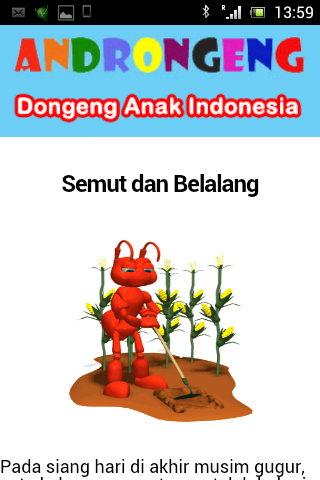 13:59
ANDRONGENG
Dongeng Anak Indonesia
Semut dan Belalang
Pada siang hari di akhir musim gugur,